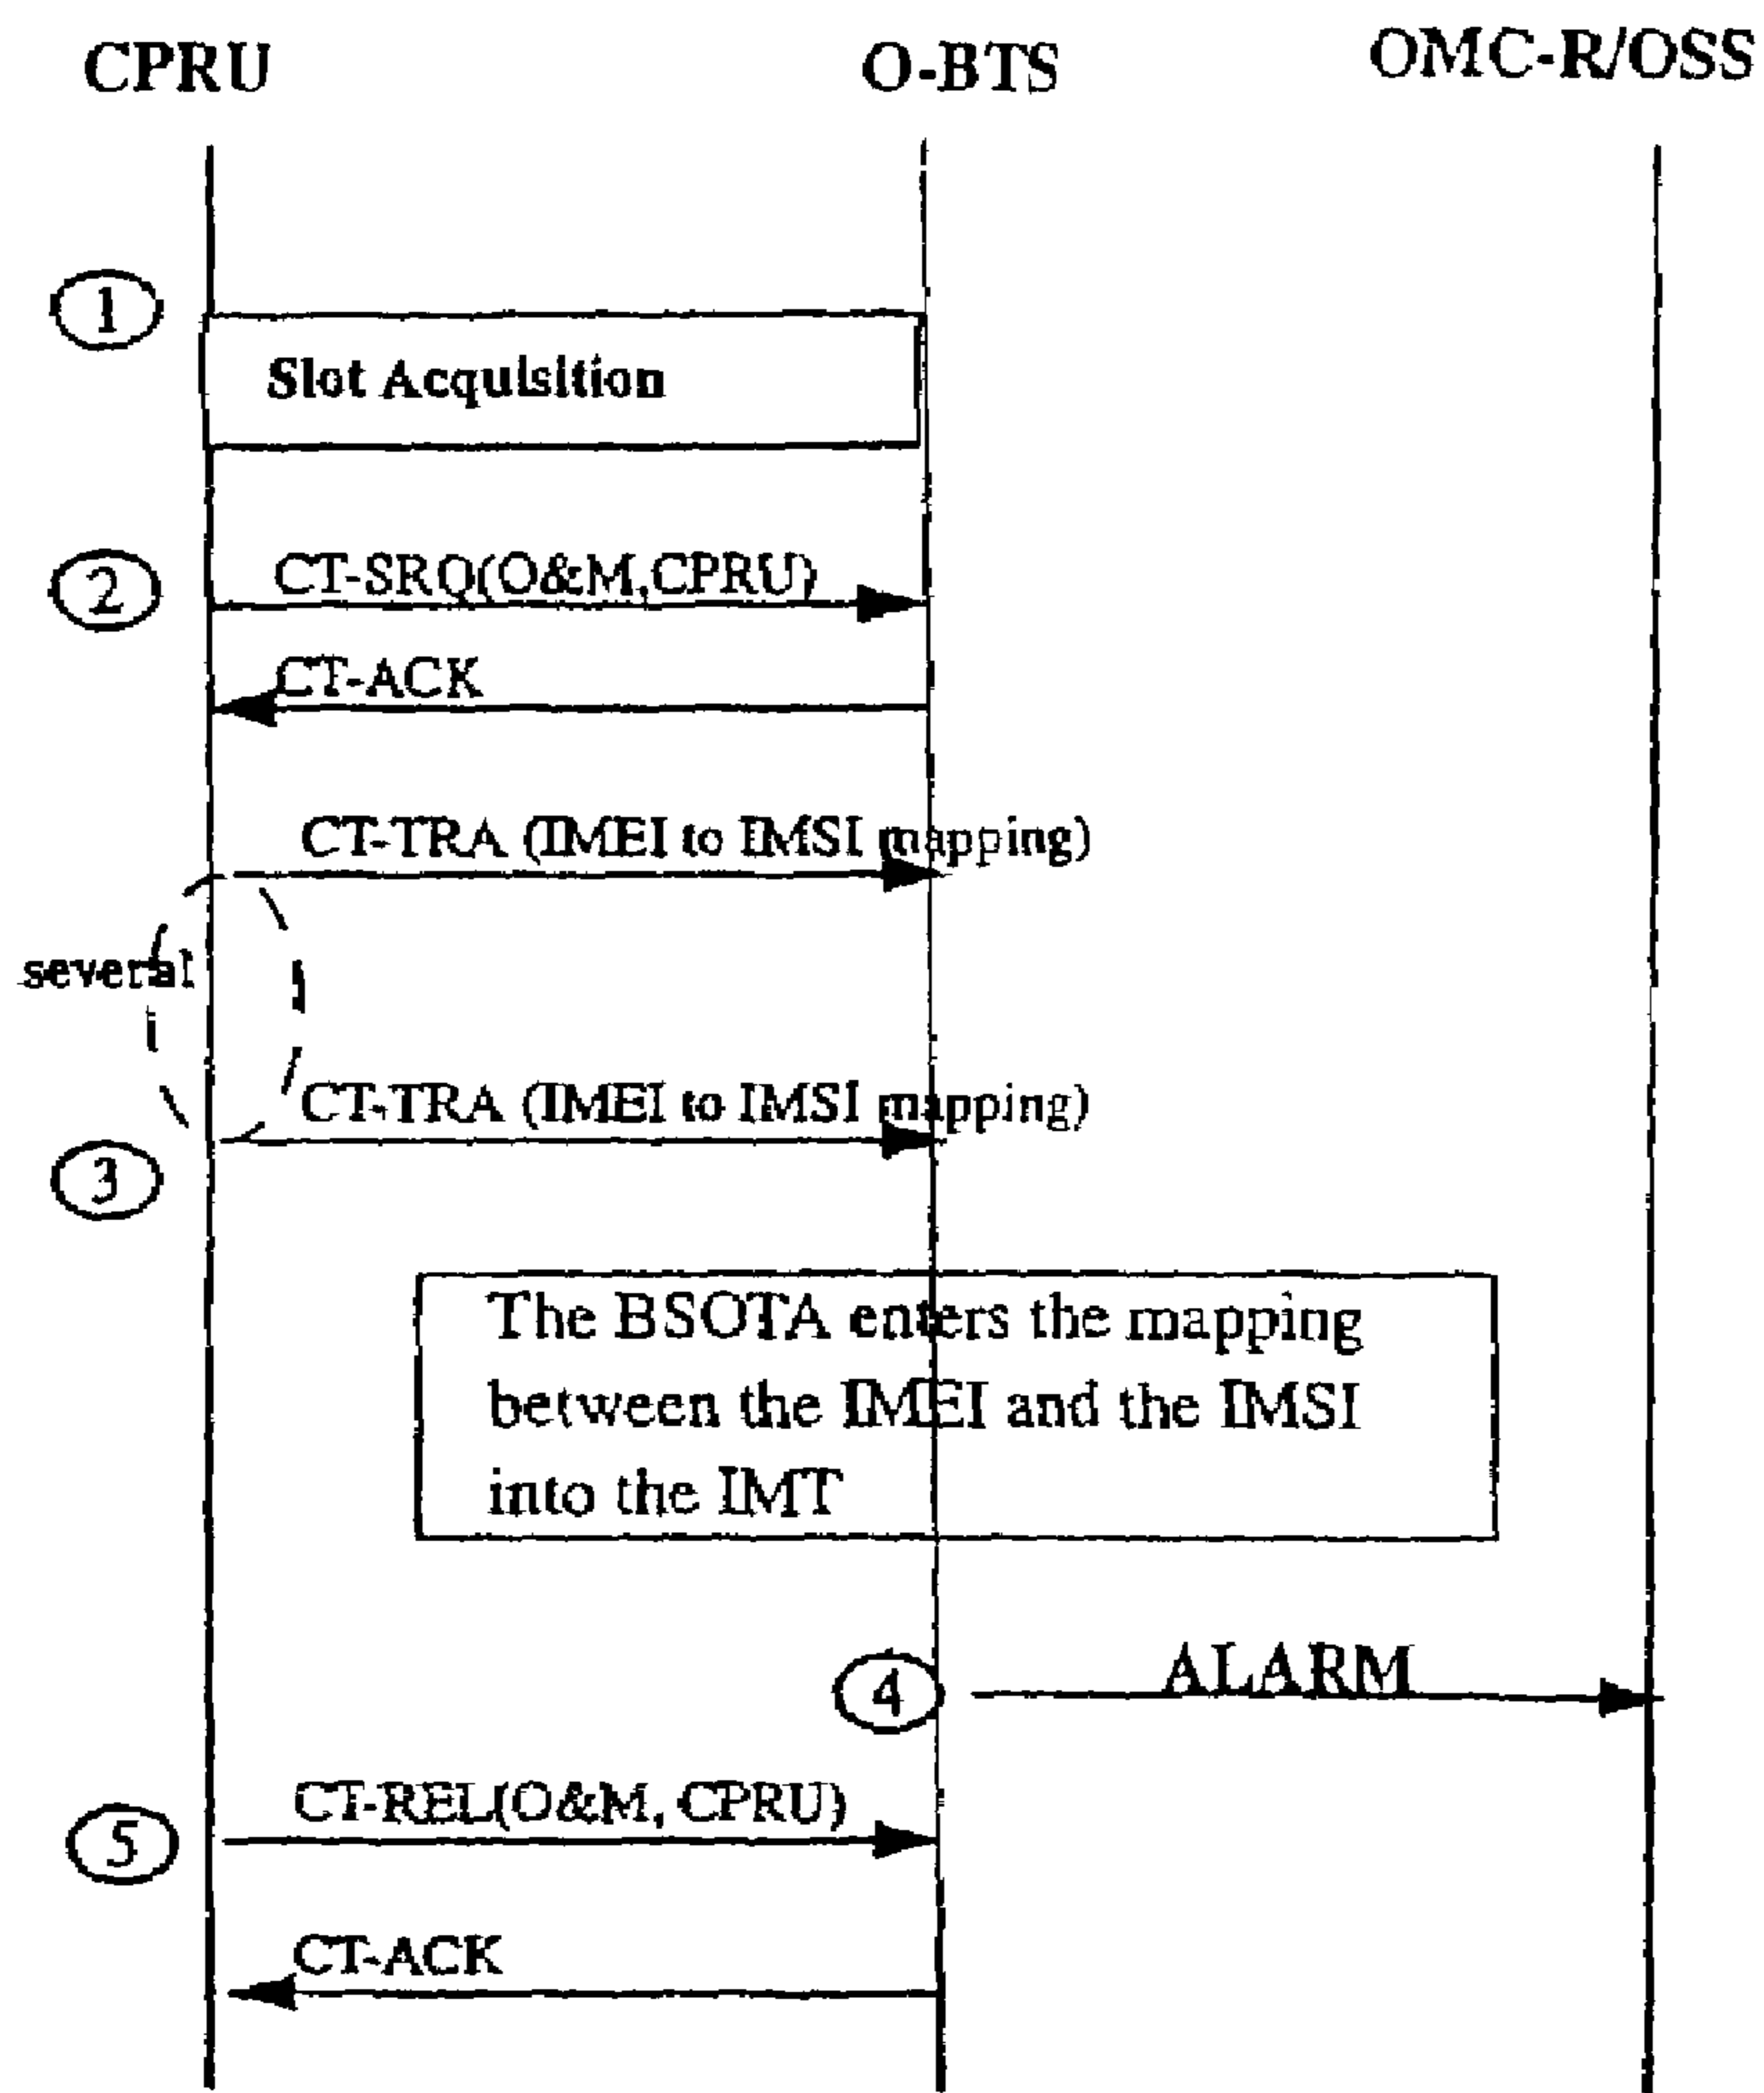 CPRU O-BTS OMC-R/OSS
1
Slot Acquisition
2
CT-SRQ(O&M,CPRU)
CT-ACK
CT-TRA (IMEI to IMSI mapping)
several
CT-TRA (IMEI to IMSI mapping)
3
The BSOTA enters the mapping
between the IMEI and the IMSI
into the IMT
4
ALARM
CT-REL(O&M, CPRU)
5
CT-ACK